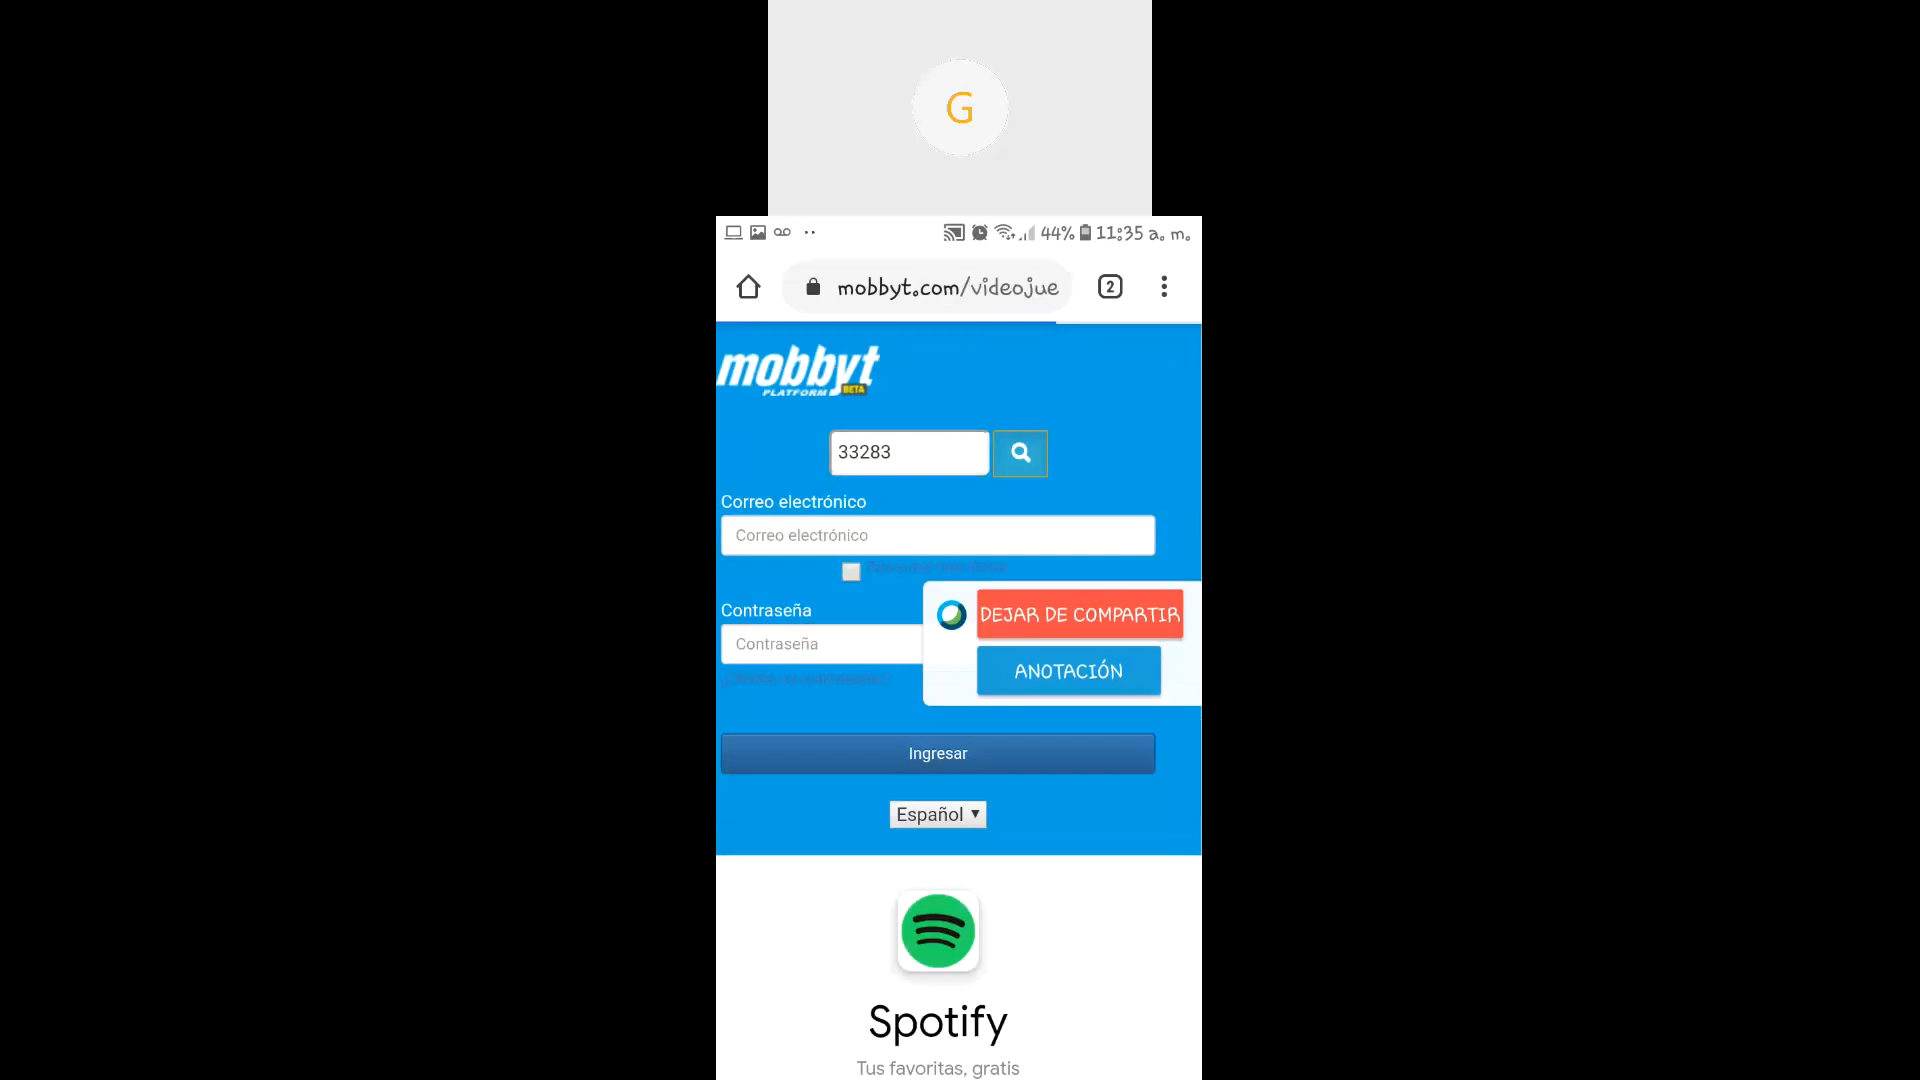 G
44% 11:35 a. m.
mobbyt.com/videojue
2
mobbyt
PLATFORM BETA
33283
Correo electrónico
Correo electrónico
Contraseña
DEJAR DE COMPARTIR
Contraseña
ANOTACIÓN
Ingresar
Español
Spotify
Tus favoritas, gratis